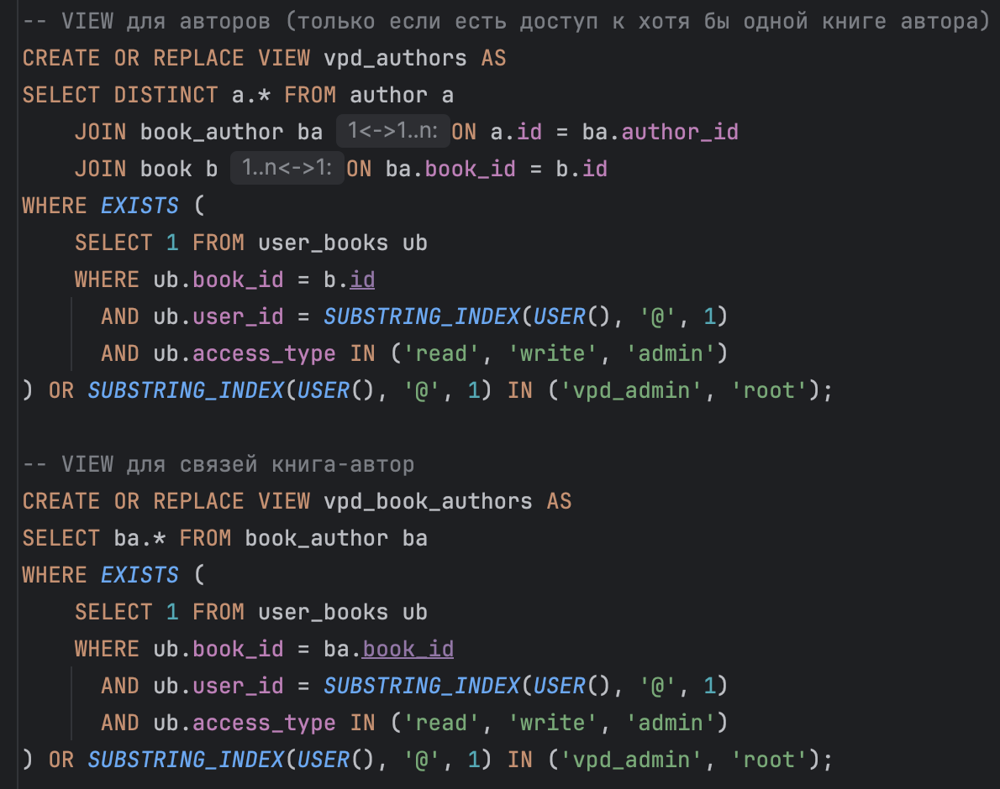 -- VIEW для авторов (только если есть доступ к хотя бы одной книге автора)
CREATE OR REPLACE VIEW vpd_authors AS
SELECT DISTINCT a.* FROM author a
    JOIN book_author ba 1<->1..n: ON a.id = ba.author_id
    JOIN book b 1..n<->1: ON ba.book_id = b.id
WHERE EXISTS (
    SELECT 1 FROM user_books ub
    WHERE ub.book_id = b.id
      AND ub.user_id = SUBSTRING_INDEX(USER(), '@', 1)
      AND ub.access_type IN ('read', 'write', 'admin')
) OR SUBSTRING_INDEX(USER(), '@', 1) IN ('vpd_admin', 'root');

-- VIEW для связей книга-автор
CREATE OR REPLACE VIEW vpd_book_authors AS
SELECT ba.* FROM book_author ba
WHERE EXISTS (
    SELECT 1 FROM user_books ub
    WHERE ub.book_id = ba.book_id
      AND ub.user_id = SUBSTRING_INDEX(USER(), '@', 1)
      AND ub.access_type IN ('read', 'write', 'admin')
) OR SUBSTRING_INDEX(USER(), '@', 1) IN ('vpd_admin', 'root');